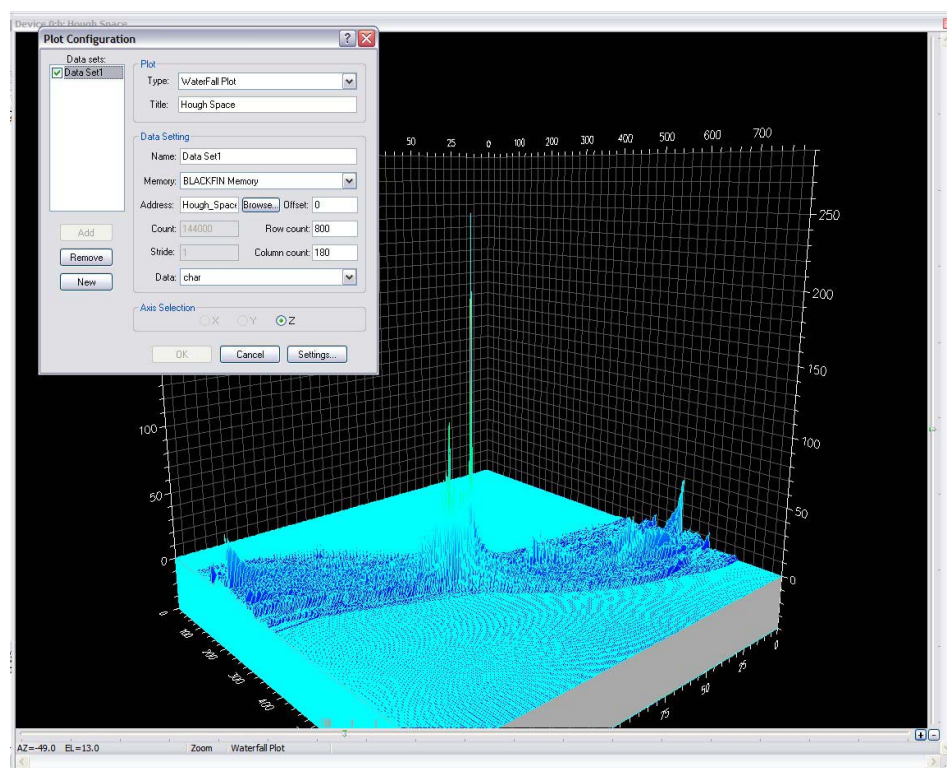 Device 0:b: Hough Space
Plot Configuration
Data sets:
Data Set1
Plot
Type: WaterFall Plot
Title: Hough Space
Data Setting
Name: Data Set1
Memory: BLACKFIN Memory
Address: Hough_Space Browse... Offset: 0
Count: 144000 Row count: 800
Stride: 1 Column count: 180
Data: char
Add
Remove
New
Axis Selection
X Y Z
OK Cancel Settings...
50 25 0 100 200 300 400 500 600 700
250
200
150
100
50
0
100
50
0
0 100 200 300 400
75 50 25 0
AZ=-49.0 EL=13.0 Zoom Waterfall Plot